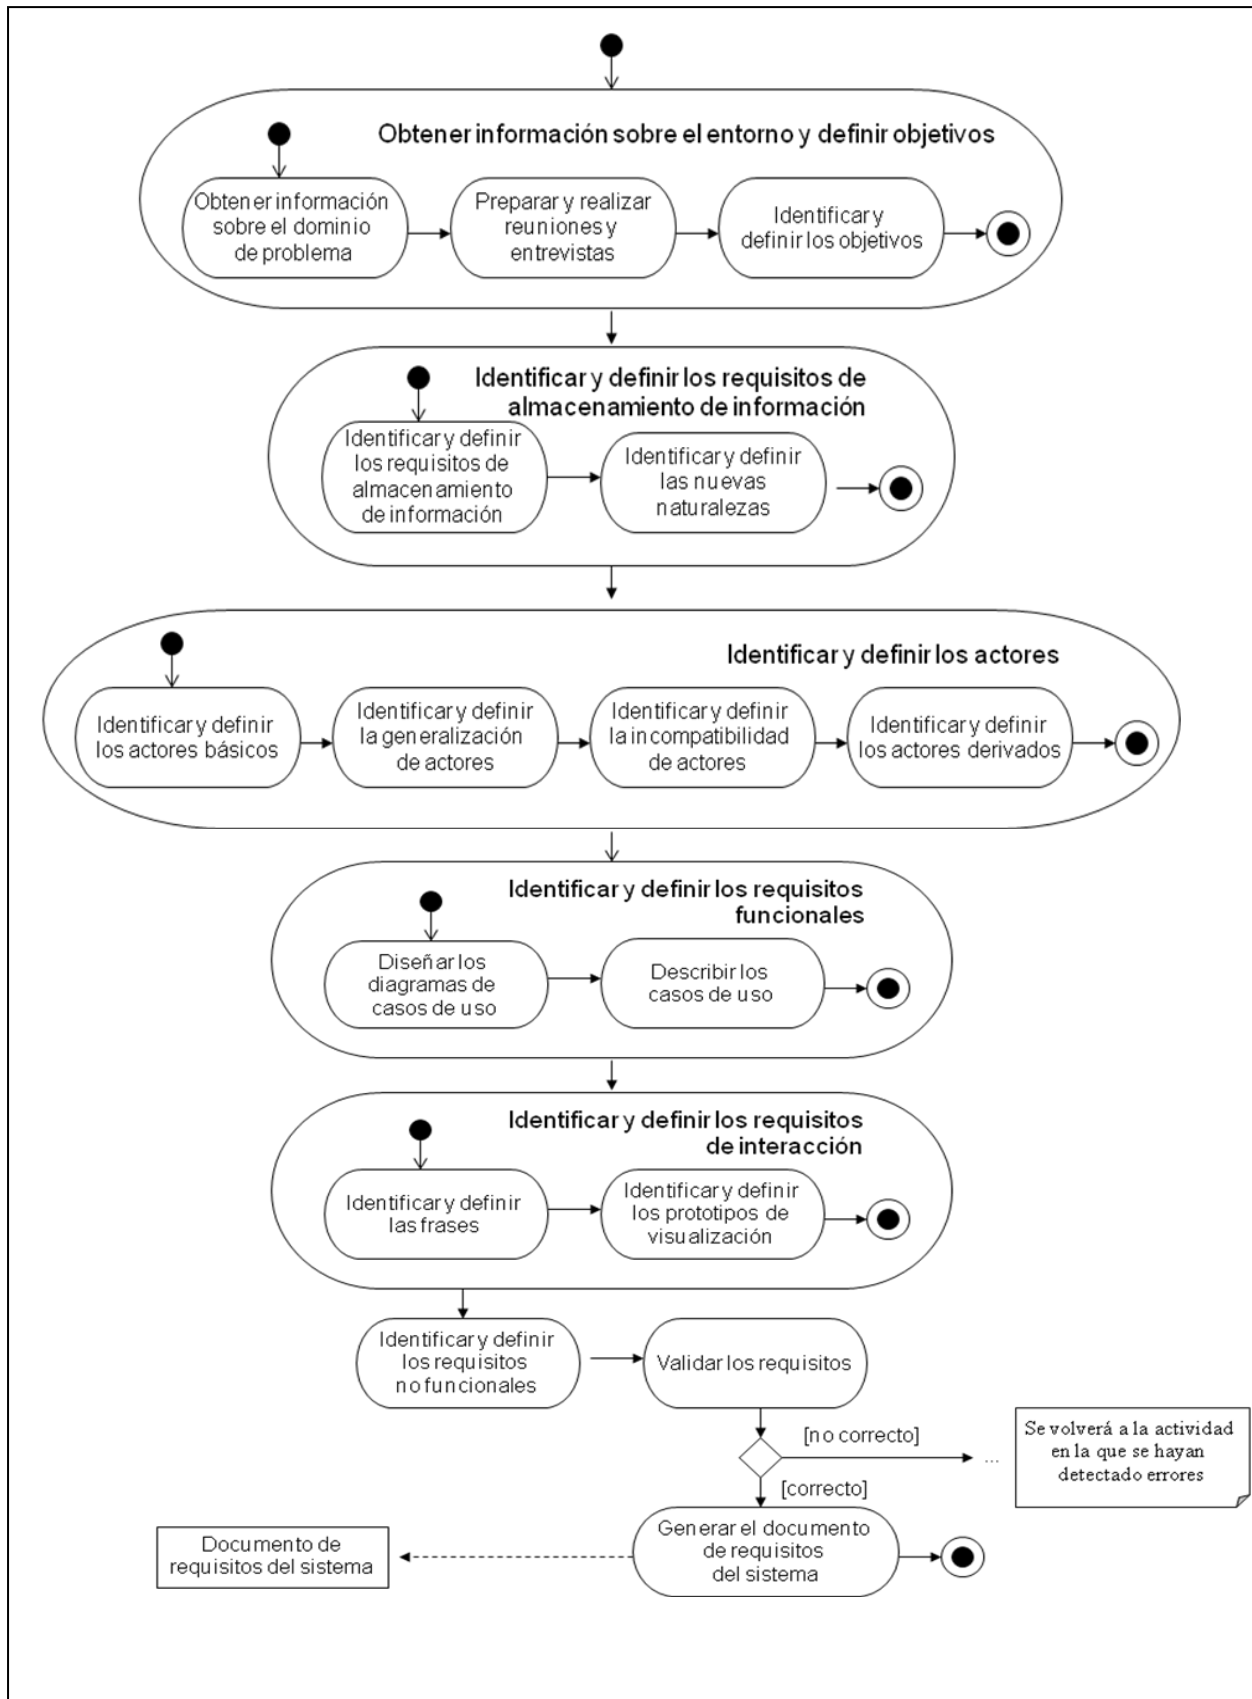 Obtener información sobre el entorno y definir objetivos
Obtener información
sobre el dominio
de problema
Preparar y realizar
reuniones y
entrevistas
Identificar y
definir los objetivos
Identificar y definir los requisitos de
almacenamiento de información
Identificar y definir
los requisitos de
almacenamiento
de información
Identificar y definir
las nuevas
naturalezas
Identificar y definir los actores
Identificar y definir
los actores básicos
Identificar y definir
la generalización
de actores
Identificar y definir
la incompatibilidad
de actores
Identificar y definir
los actores derivados
Identificar y definir los requisitos
funcionales
Diseñar los
diagramas de
casos de uso
Describir los
casos de uso
Identificar y definir los requisitos
de interacción
Identificar y definir
las frases
Identificar y definir
los prototipos de
visualización
Identificar y definir
los requisitos
no funcionales
Validar los requisitos
[no correcto]
...
Se volverá a la actividad
en la que se hayan
detectado errores
[correcto]
Generar el documento
de requisitos
del sistema
Documento de
requisitos del sistema